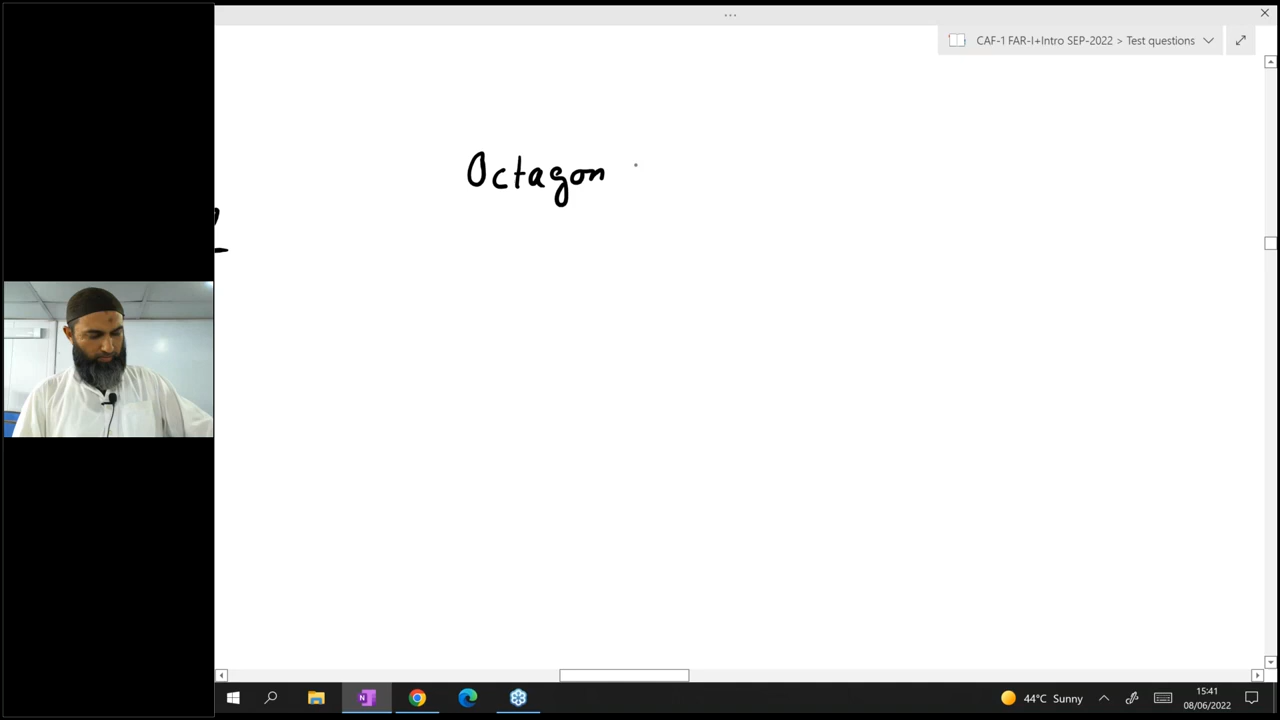 CAF-1 FAR-I+Intro SEP-2022 > Test questions
Octagon
44°C Sunny
15:41
08/06/2022